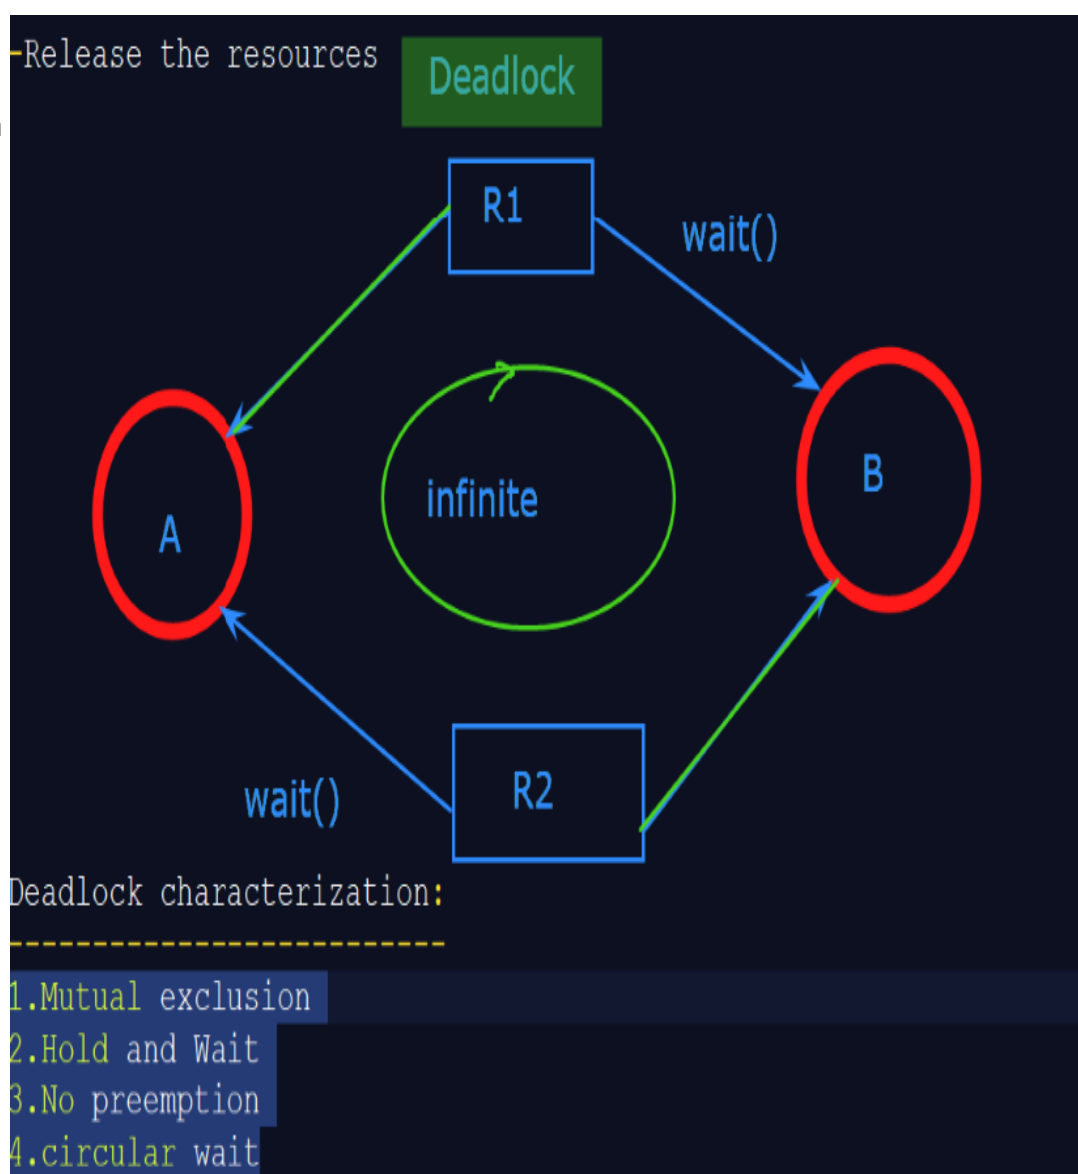 -Release the resources
Deadlock
R1
wait()
infinite
A
B
wait()
R2
Deadlock characterization:
--------------------------
1.Mutual exclusion
2.Hold and Wait
3.No preemption
4.circular wait